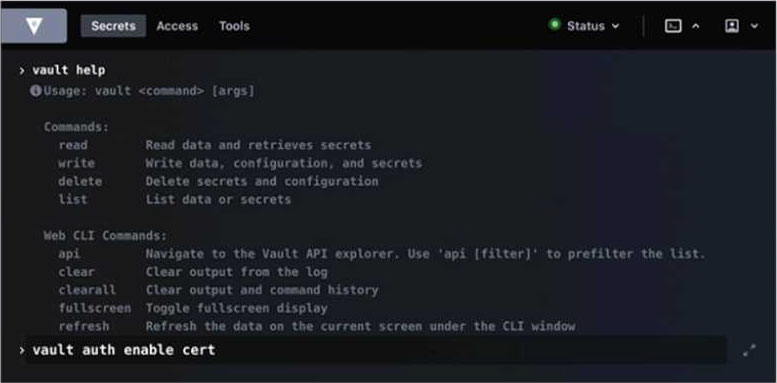 Secrets Access Tools Status
> vault help
Usage: vault <command> [args]
Commands:
read Read data and retrieves secrets
write Write data, configuration, and secrets
delete Delete secrets and configuration
list List data or secrets
Web CLI Commands:
api Navigate to the Vault API explorer. Use 'api [filter]' to prefilter the list.
clear Clear output from the log
clearall Clear output and command history
fullscreen Toggle fullscreen display
refresh Refresh the data on the current screen under the CLI window
> vault auth enable cert